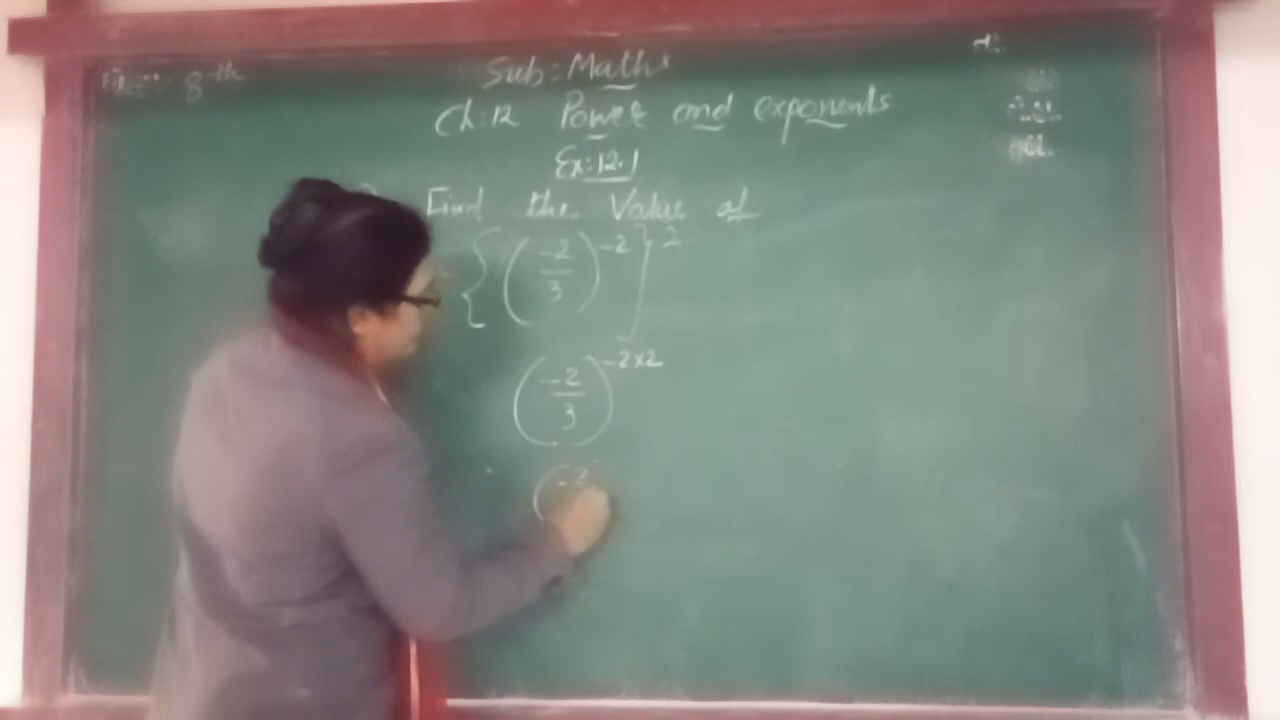 8th
Sub: Maths
Ch:12 Power and exponents
Ex:12.1
Find the Value of
{(-2/3)^-2}^2
(-2/3)^-2x2
(-2